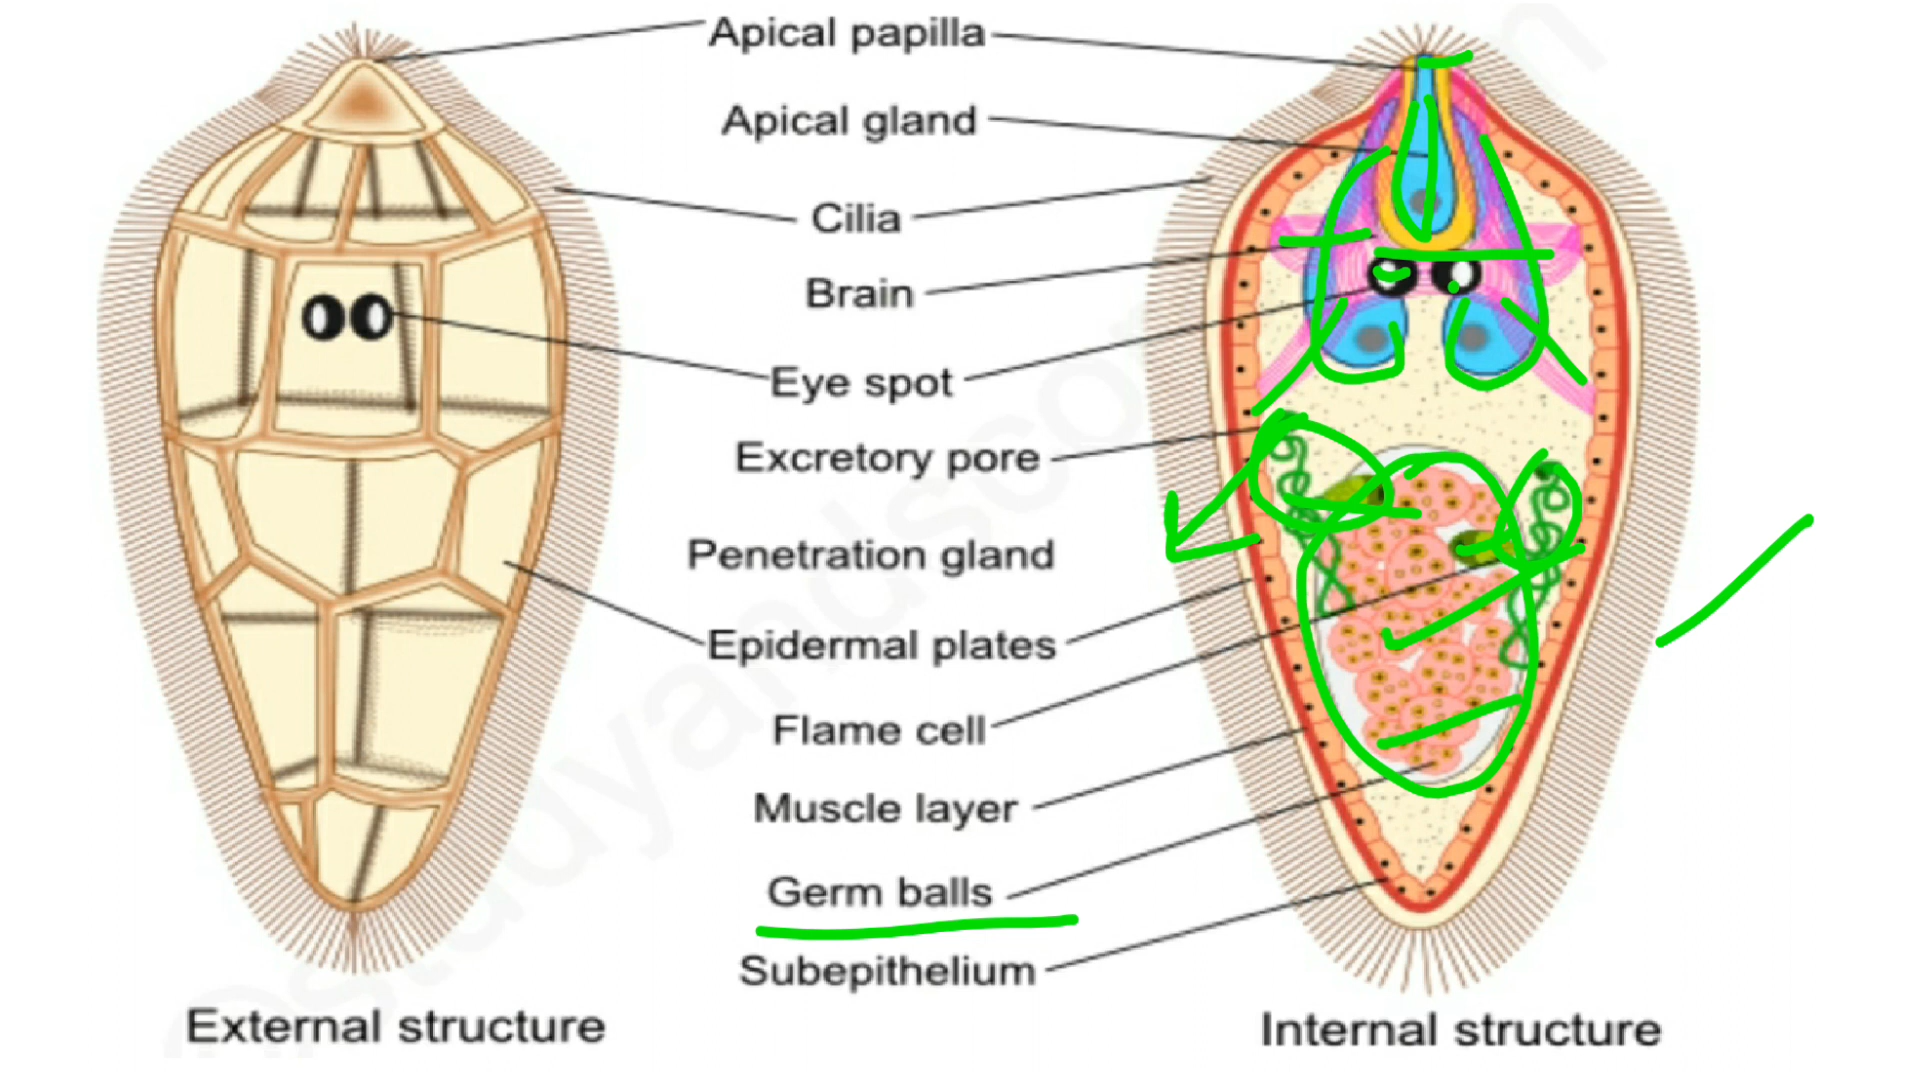 Apical papilla
Apical gland
Cilia
Brain
Eye spot
Excretory pore
Penetration gland
Epidermal plates
Flame cell
Muscle layer
Germ balls
Subepithelium
External structure
Internal structure